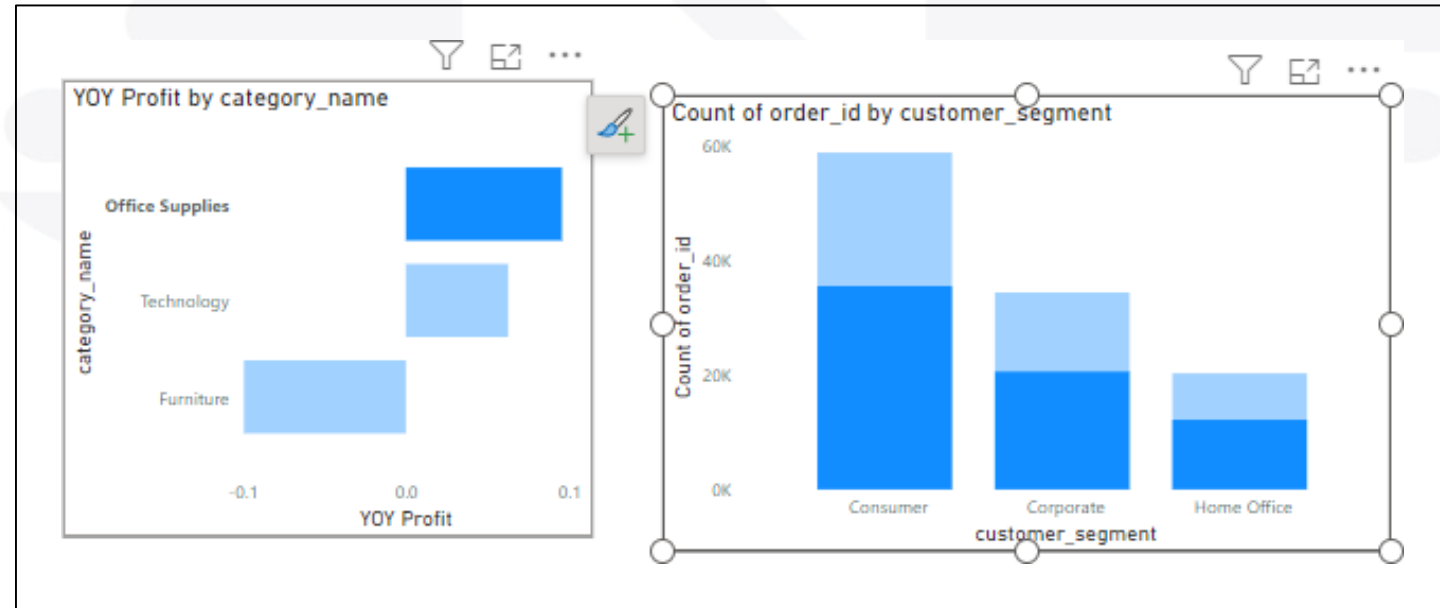 YOY Profit by category_name
category_name
Office Supplies
Technology
Furniture
-0.1
0.0
0.1
YOY Profit
Count of order_id by customer_segment
Count of order_id
60K
40K
20K
0K
Consumer
Corporate
Home Office
customer_segment